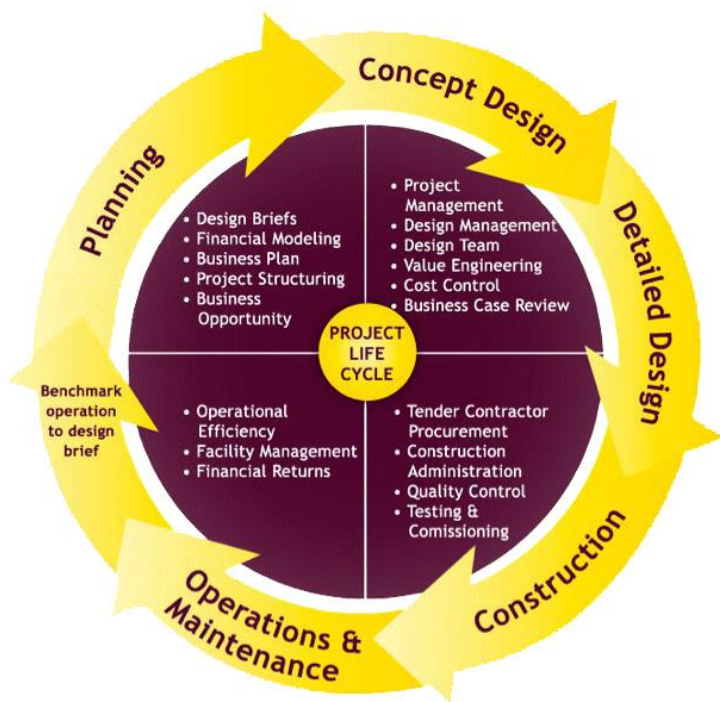 Concept Design
Planning
Detailed Design
• Design Briefs
• Financial Modeling
• Business Plan
• Project Structuring
• Business
Opportunity
• Project
Management
• Design Management
• Design Team
• Value Engineering
• Cost Control
• Business Case Review
PROJECT
LIFE
CYCLE
Benchmark
operation
to design
brief
• Operational
Efficiency
• Facility Management
• Financial Returns
• Tender Contractor
Procurement
• Construction
Administration
• Quality Control
• Testing &
Comissioning
Construction
Operations &
Maintenance